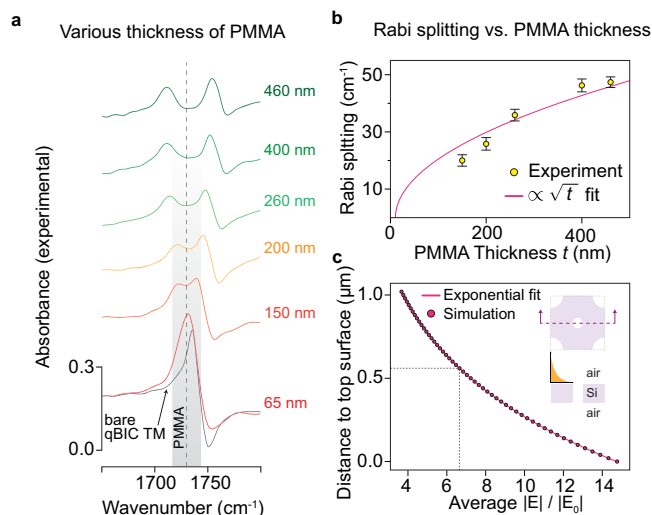 a
Various thickness of PMMA
460 nm
400 nm
260 nm
200 nm
150 nm
65 nm
0.3
0.0
bare
qBIC TM
PMMA
Absorbance (experimental)
1700
1750
Wavenumber (cm⁻¹)
b
Rabi splitting vs. PMMA thickness
50
30
10
Rabi spltting (cm⁻¹)
Experiment
∝ √t fit
0
200
400
PMMA Thickness t (nm)
c
1.0
0.5
0
Distance to top surface (μm)
Exponential fit
Simulation
air
Si
air
4
6
8
10
12
14
Average |E| / |E₀|